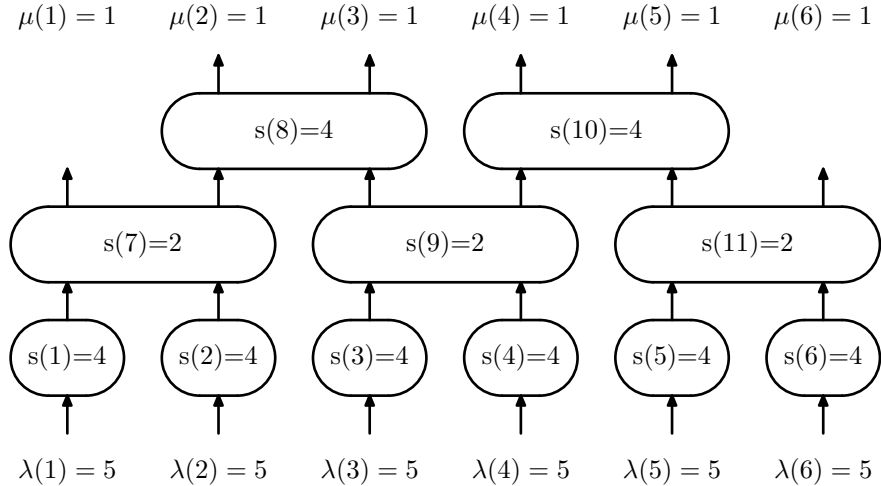 μ(1) = 1 μ(2) = 1 μ(3) = 1 μ(4) = 1 μ(5) = 1 μ(6) = 1
s(8)=4 s(10)=4
s(7)=2 s(9)=2 s(11)=2
s(1)=4 s(2)=4 s(3)=4 s(4)=4 s(5)=4 s(6)=4
λ(1) = 5 λ(2) = 5 λ(3) = 5 λ(4) = 5 λ(5) = 5 λ(6) = 5